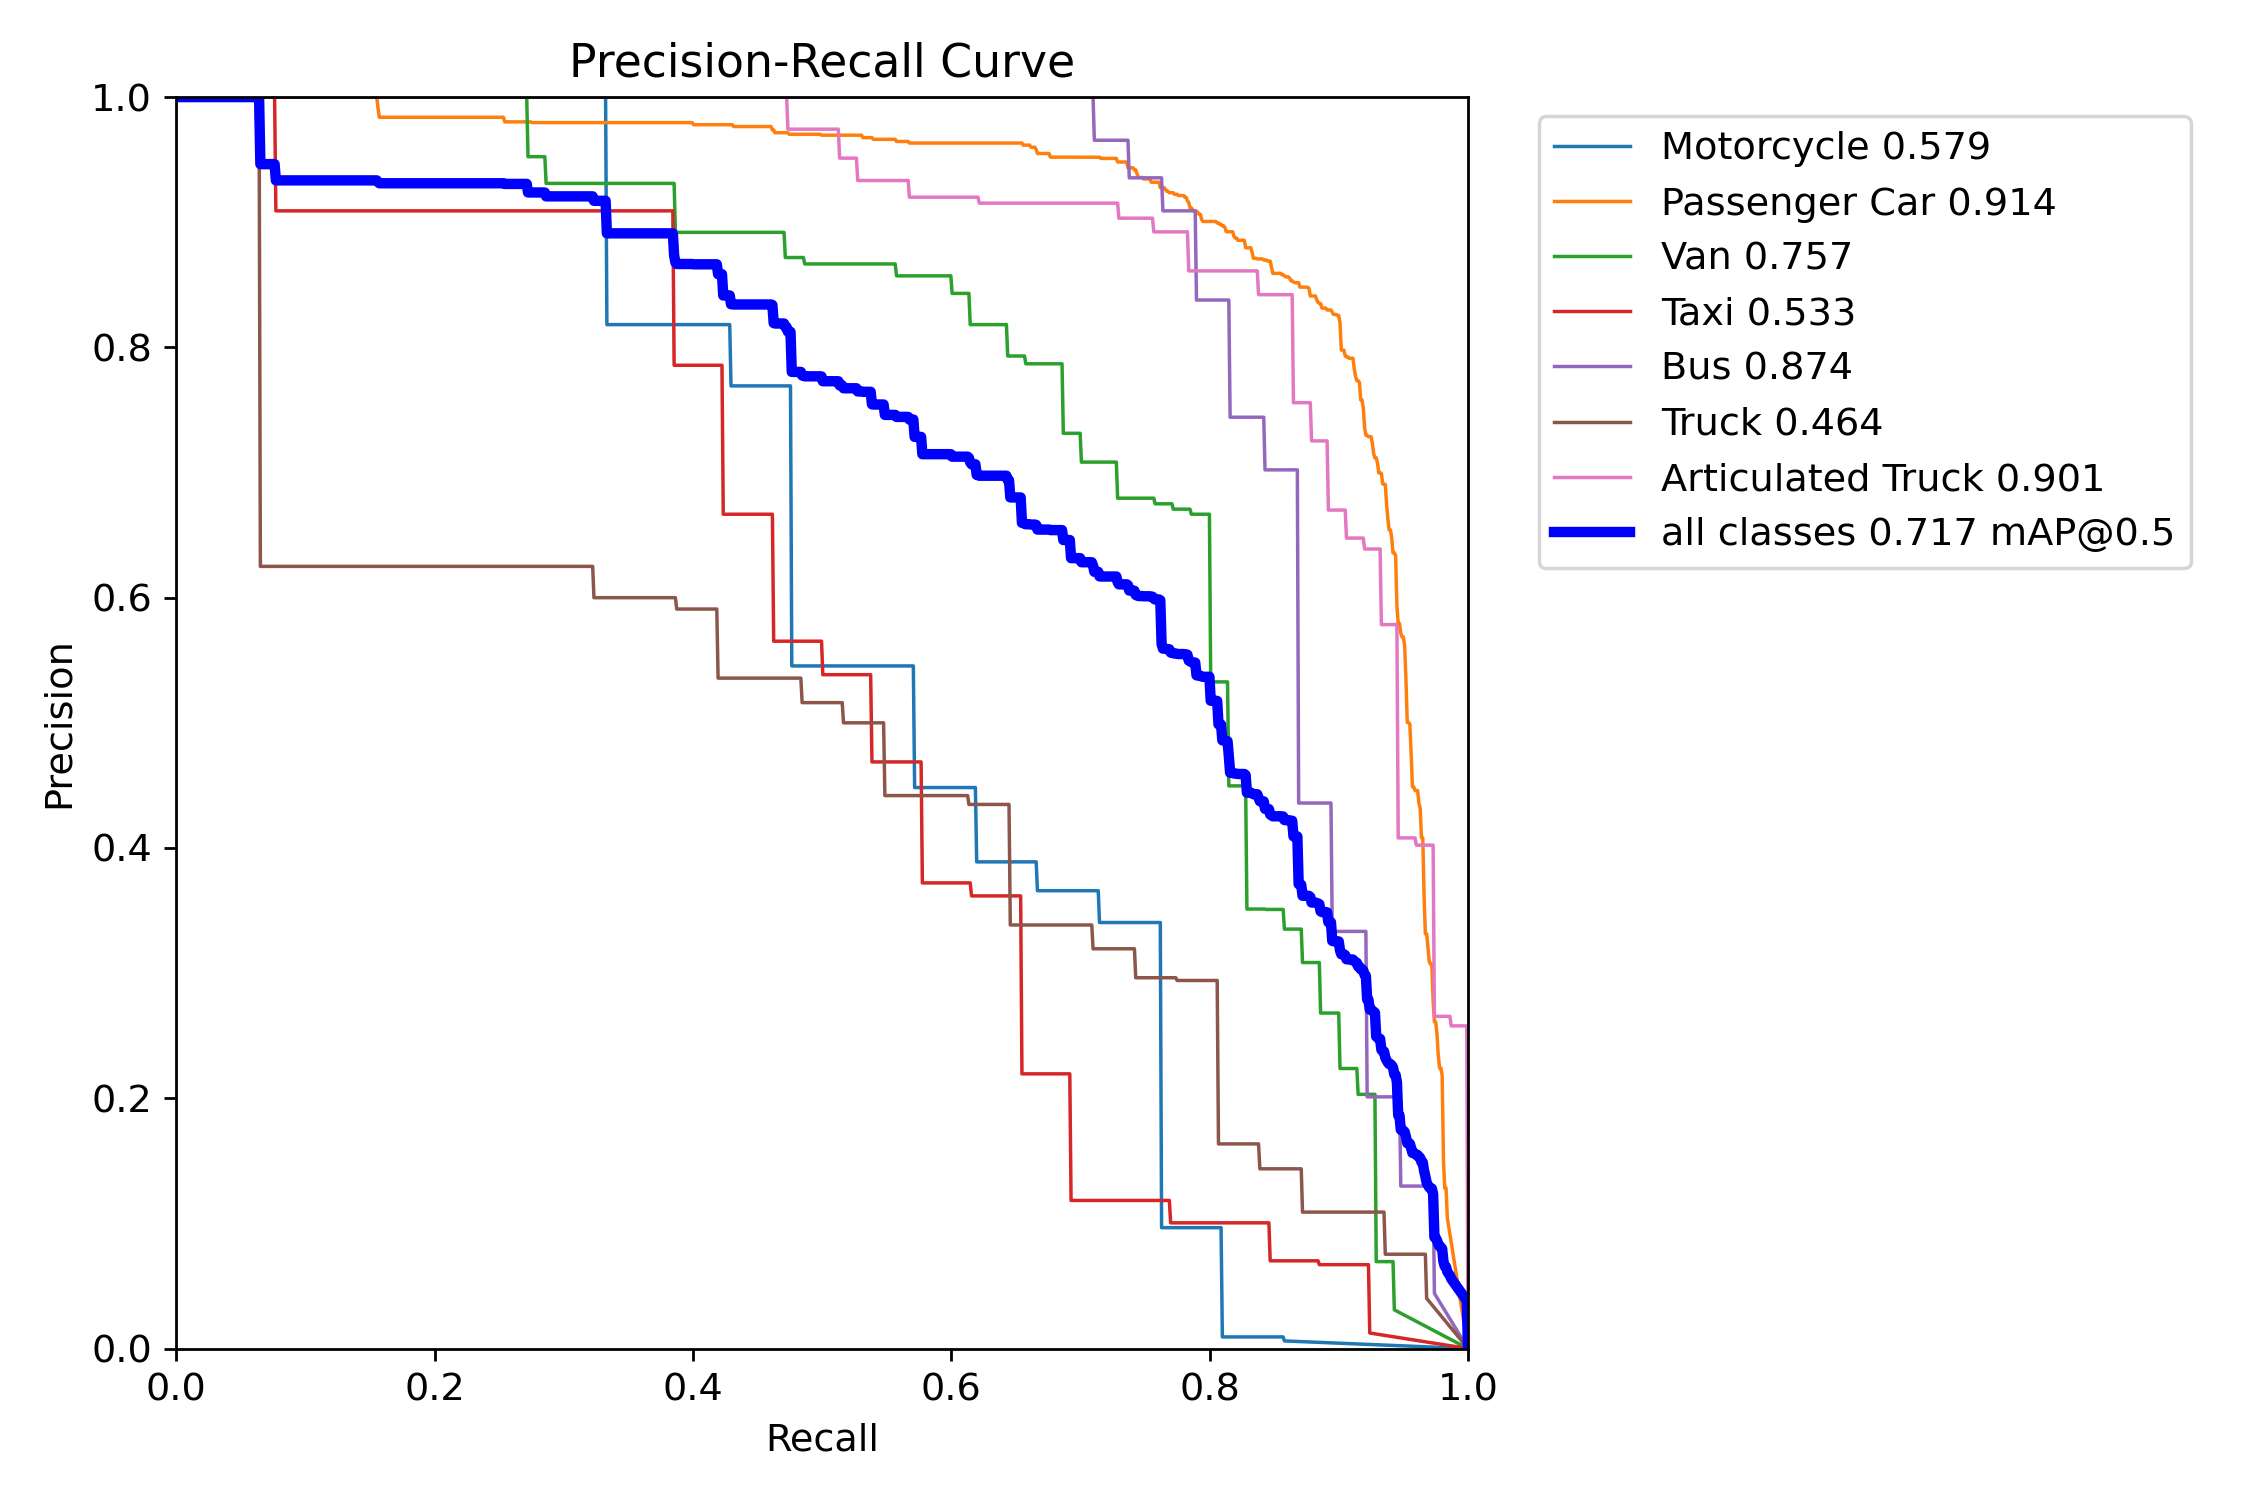 Precision-Recall Curve
1.0
0.8
0.6
0.4
0.2
0.0
Precision
0.0 0.2 0.4 0.6 0.8 1.0
Recall
Motorcycle 0.579
Passenger Car 0.914
Van 0.757
Taxi 0.533
Bus 0.874
Truck 0.464
Articulated Truck 0.901
all classes 0.717 mAP@0.5